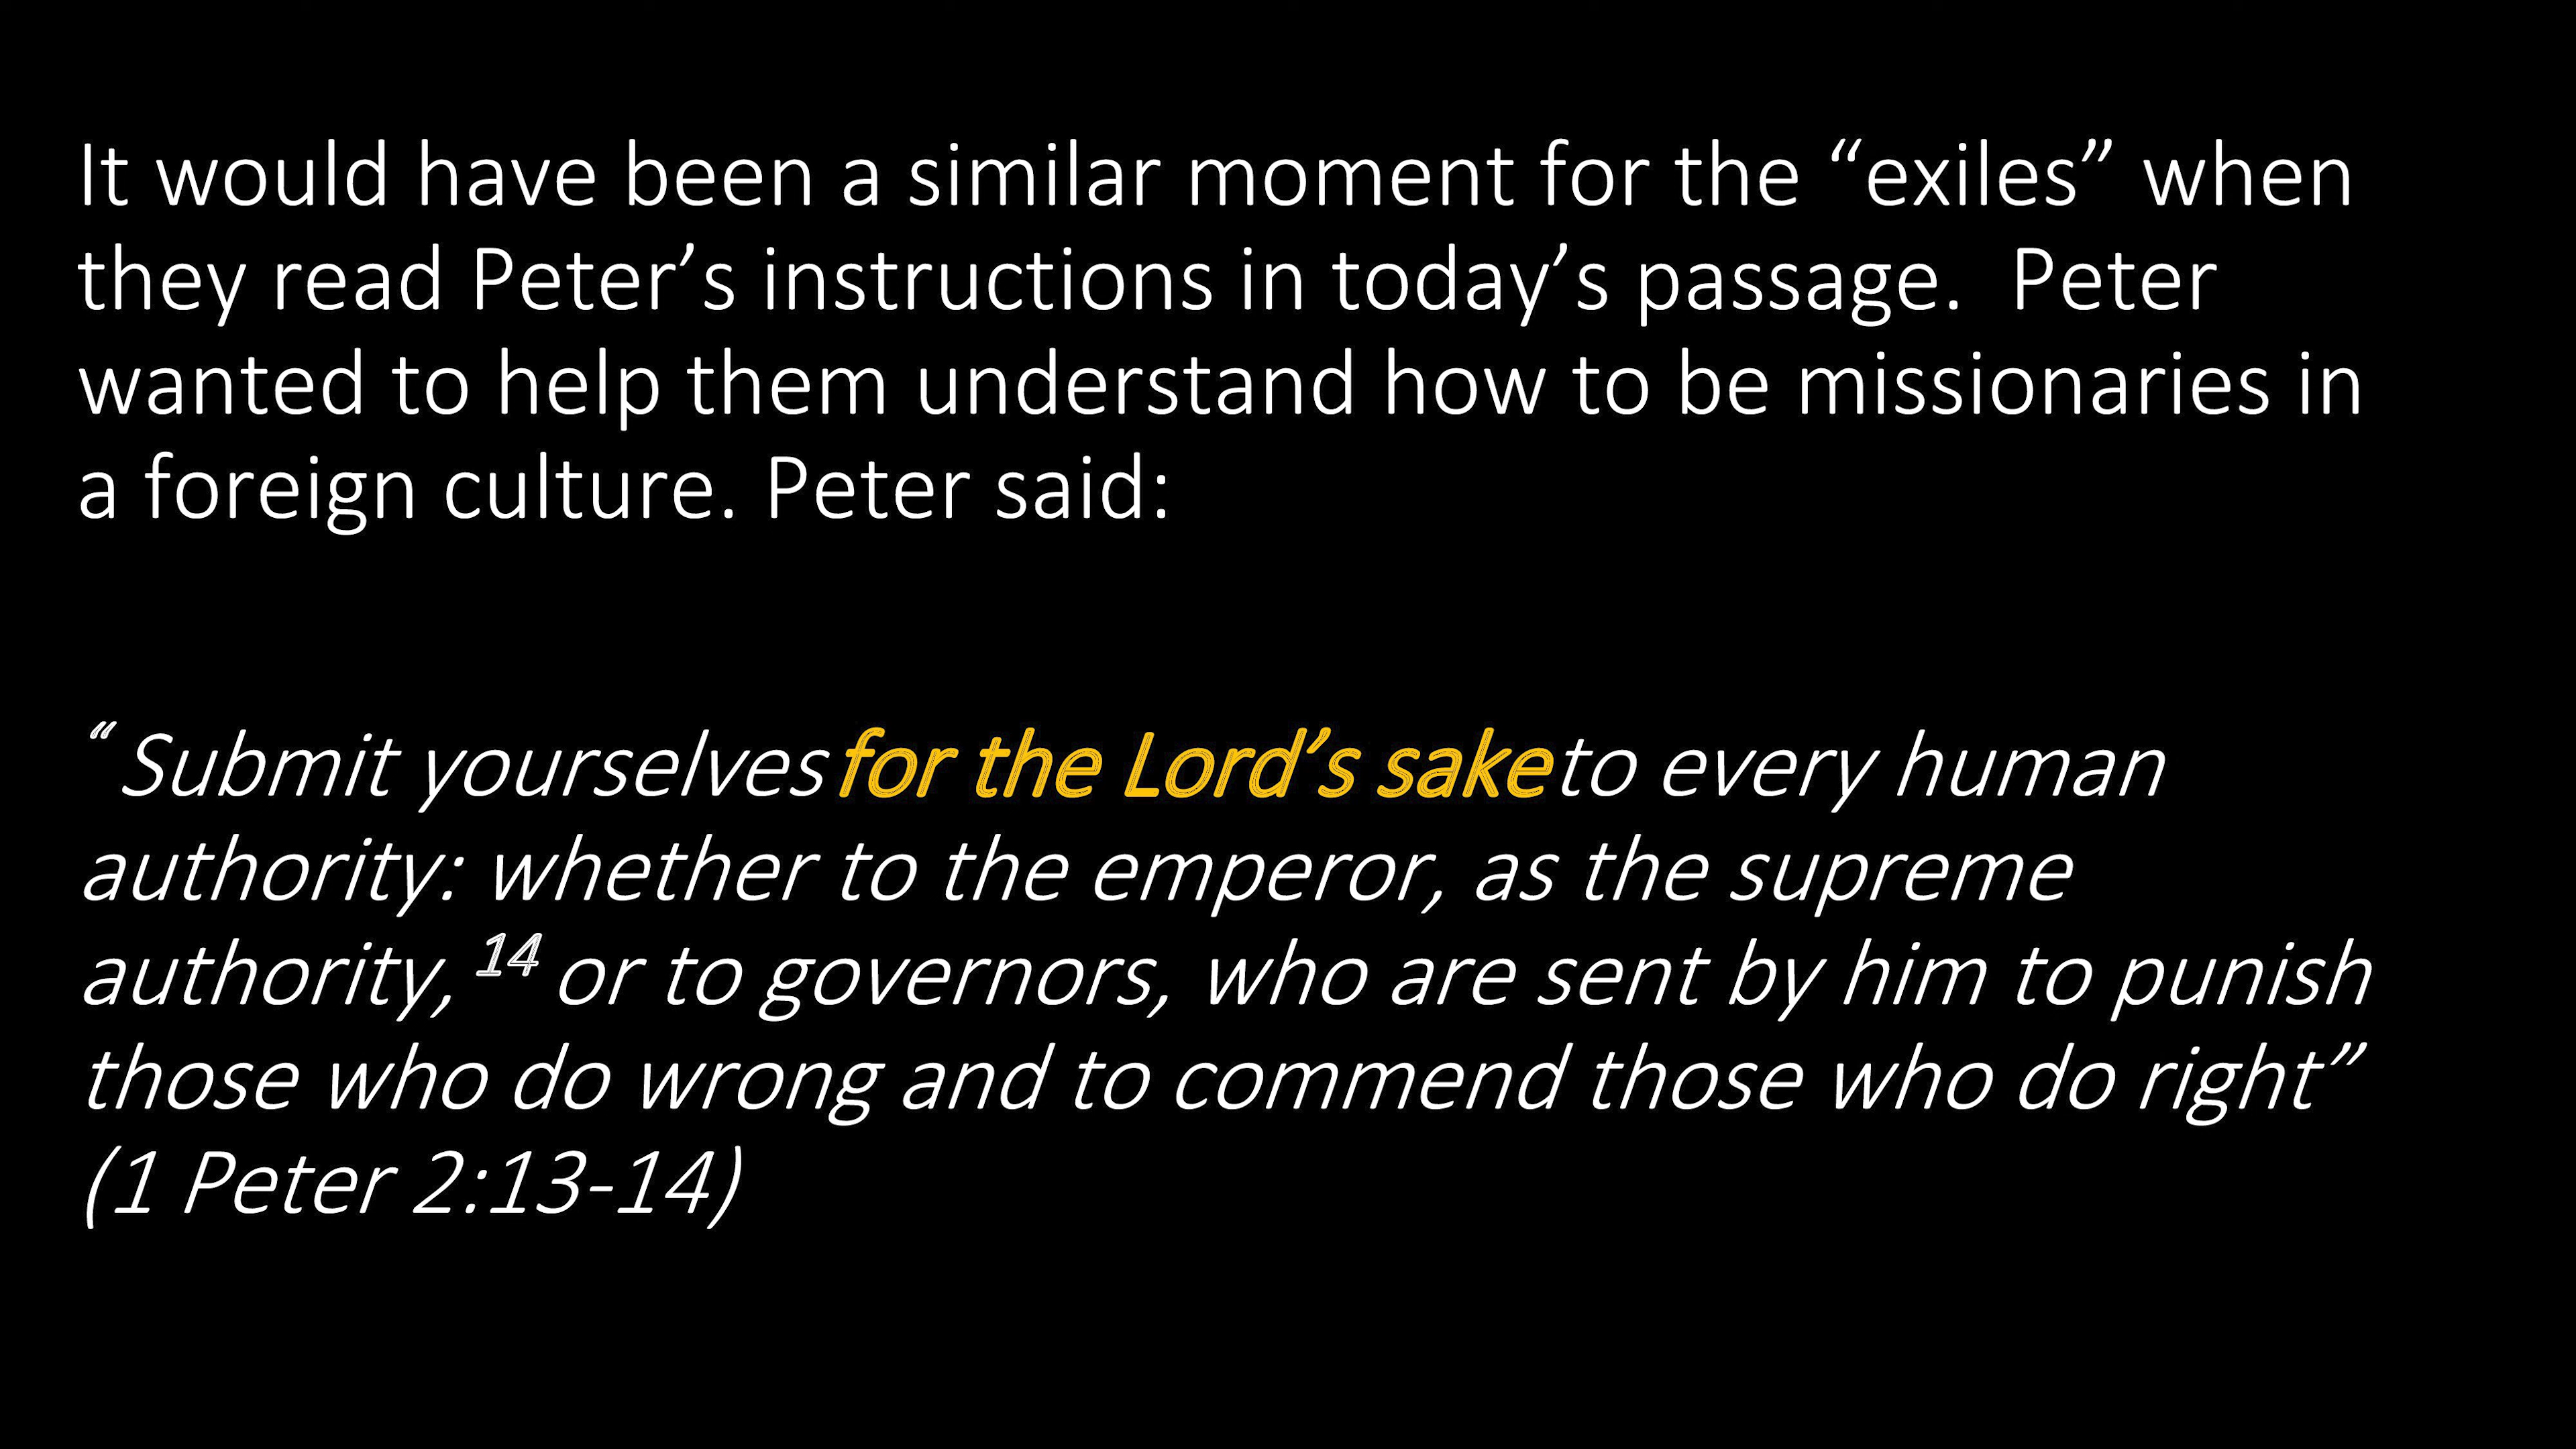 It would have been a similar moment for the “exiles” when
they read Peter’s instructions in today’s passage.  Peter
wanted to help them understand how to be missionaries in
a foreign culture. Peter said:
“ Submit yourselves for the Lord’s sake to every human
authority: whether to the emperor, as the supreme
authority, 14 or to governors, who are sent by him to punish
those who do wrong and to commend those who do right”
(1 Peter 2:13-14)